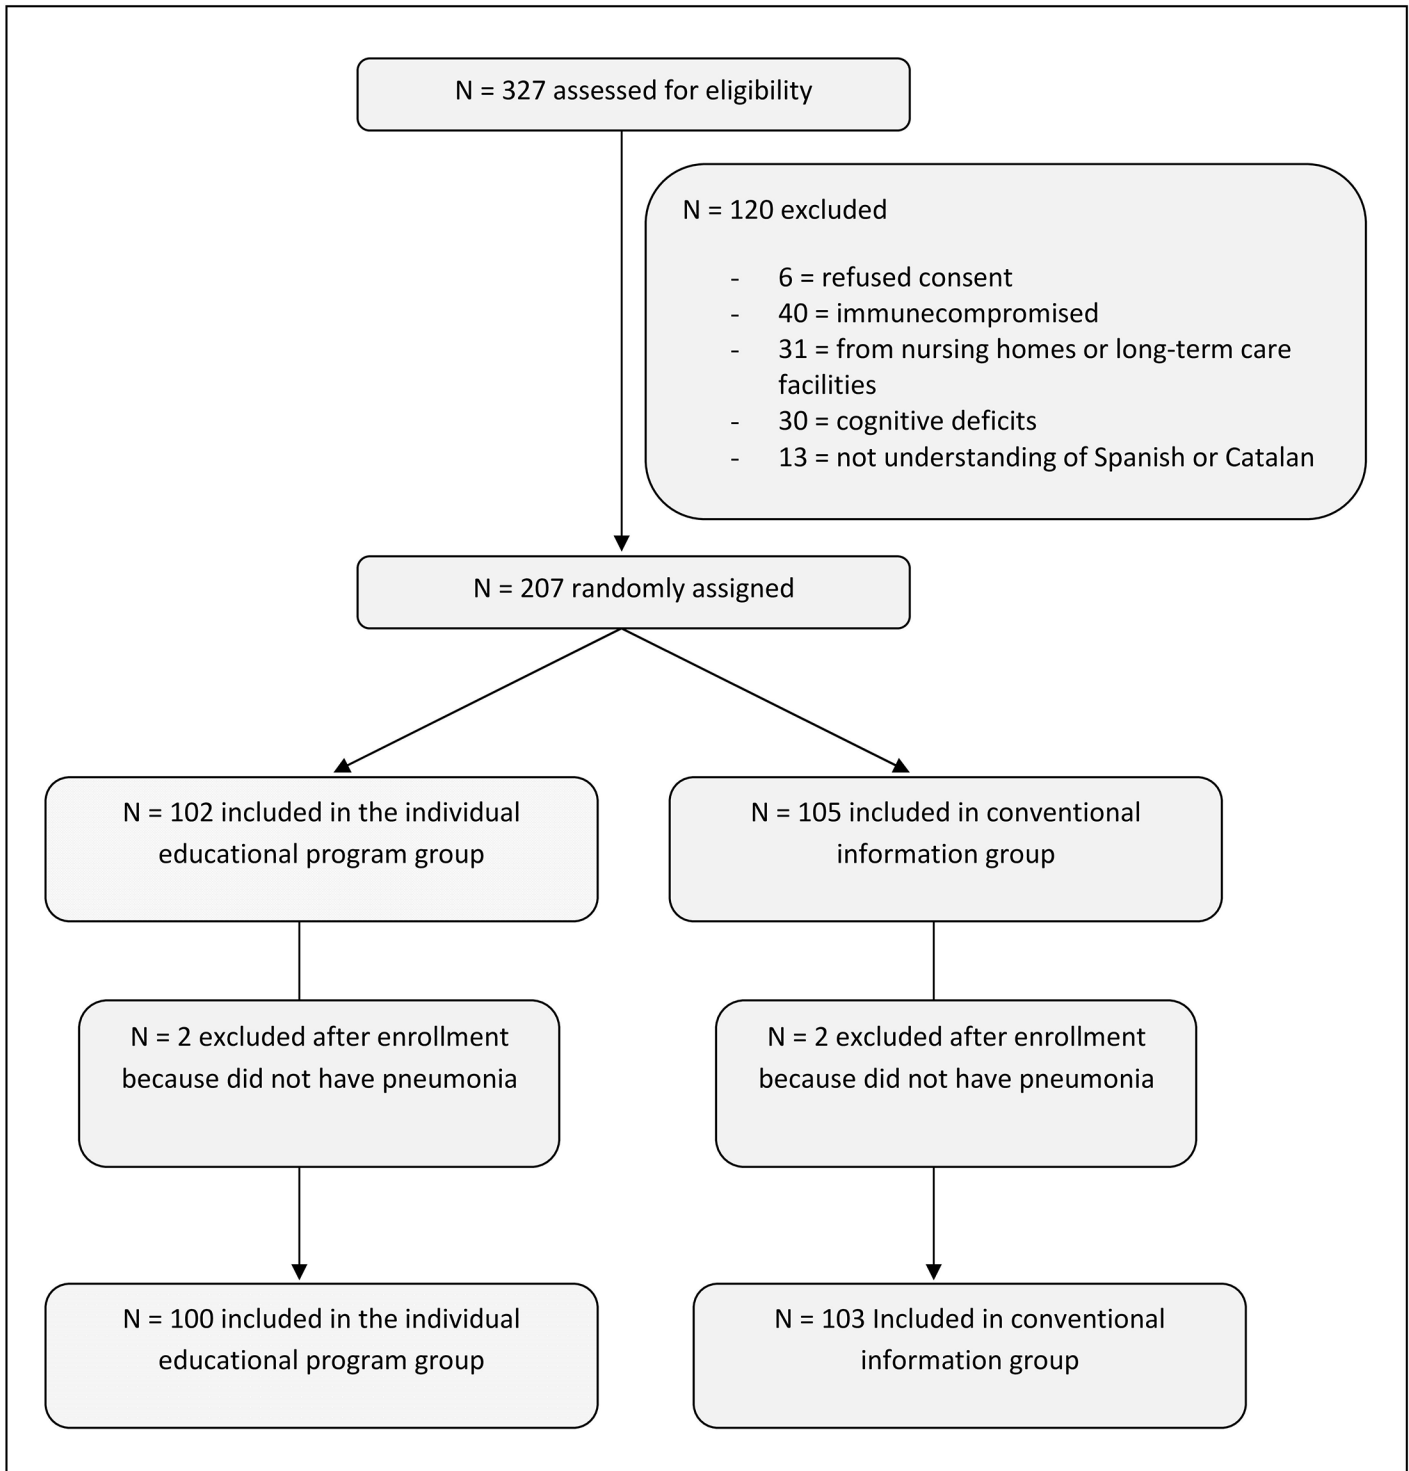 N = 327 assessed for eligibility
N = 120 excluded
- 6 = refused consent
- 40 = immunecompromised
- 31 = from nursing homes or long-term care
facilities
- 30 = cognitive deficits
- 13 = not understanding of Spanish or Catalan
N = 207 randomly assigned
N = 102 included in the individual
educational program group
N = 105 included in conventional
information group
N = 2 excluded after enrollment
because did not have pneumonia
N = 2 excluded after enrollment
because did not have pneumonia
N = 100 included in the individual
educational program group
N = 103 Included in conventional
information group